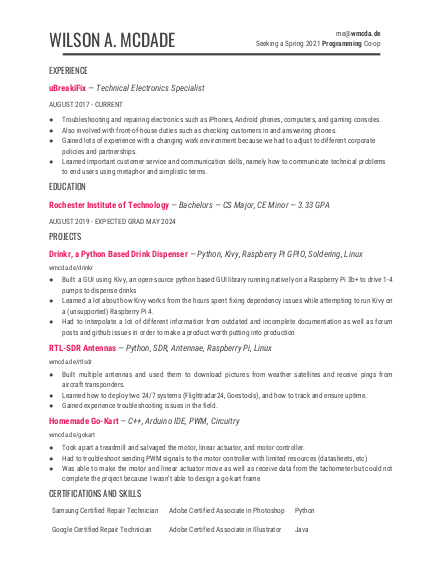 WILSON A. MCDADE
me@wmcda.de
Seeking a Spring 2021 Programming Co-op
EXPERIENCE
uBreakiFix — Technical Electronics Specialist
AUGUST 2017 - CURRENT
● Troubleshooting and repairing electronics such as iPhones, Android phones, computers, and gaming consoles.
● Also involved with front-of-house duties such as checking customers in and answering phones.
● Gained lots of experience with a changing work environment because we had to adjust to different corporate
policies and partnerships.
● Learned important customer service and communication skills, namely how to communicate technical problems
to end users using metaphor and simplistic terms.
EDUCATION
Rochester Institute of Technology — Bachelors — CS Major, CE Minor — 3.33 GPA
AUGUST 2019 - EXPECTED GRAD MAY 2024
PROJECTS
Drinkr, a Python Based Drink Dispenser — Python, Kivy, Raspberry Pi GPIO, Soldering, Linux
wmcda.de/drinkr
● Built a GUI using Kivy, an open-source python based GUI library running natively on a Raspberry Pi 3b+ to drive 1-4
pumps to dispense drinks
● Learned a lot about how Kivy works from the hours spent fixing dependency issues while attempting to run Kivy on
a (unsupported) Raspberry Pi 4.
● Had to interpolate a lot of different information from outdated and incomplete documentation as well as forum
posts and github issues in order to make a product worth putting into production
RTL-SDR Antennas — Python, SDR, Antennae, Raspberry Pi, Linux
wmcda.de/rtlsdr
● Built multiple antennas and used them to download pictures from weather satellites and receive pings from
aircraft transponders.
● Learned how to deploy two 24/7 systems (Flightradar24, Goestools), and how to track and ensure uptime.
● Gained experience troubleshooting issues in the field.
Homemade Go-Kart — C++, Arduino IDE, PWM, Circuitry
wmcda.de/gokart
● Took apart a treadmill and salvaged the motor, linear actuator, and motor controller.
● Had to troubleshoot sending PWM signals to the motor controller with limited resources (datasheets, etc)
● Was able to make the motor and linear actuator move as well as receive data from the tachometer but could not
complete the project because I wasn't able to design a go-kart frame
CERTIFICATIONS AND SKILLS
Samsung Certified Repair Technician Adobe Certified Associate in Photoshop Python
Google Certified Repair Technician Adobe Certified Associate in Illustrator Java